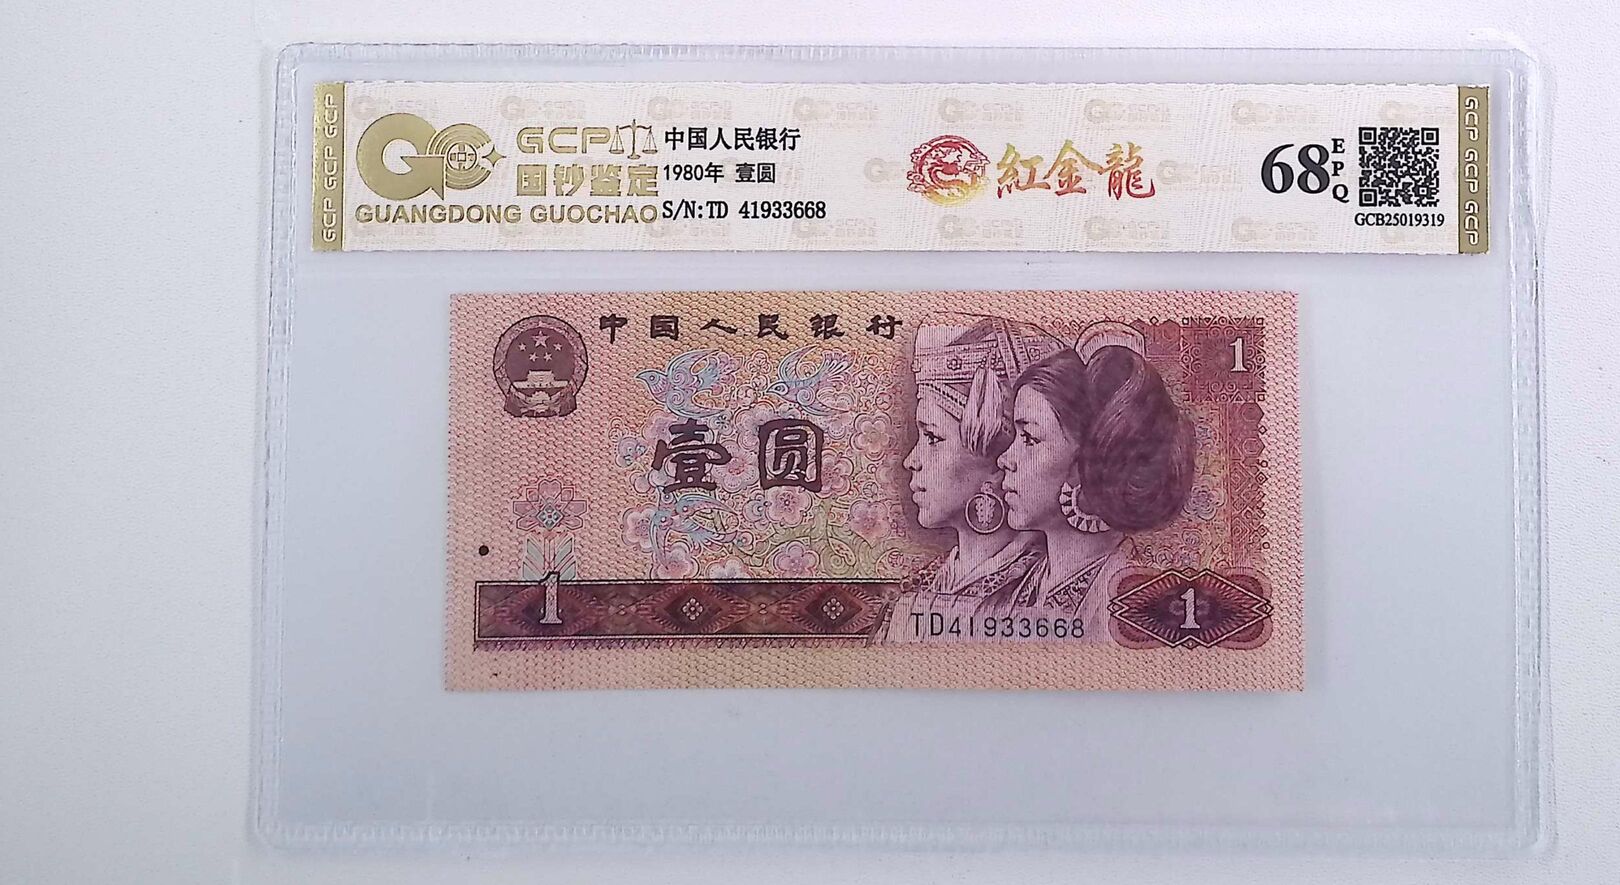 GCP GCP GCP
GCP
国钞鉴定
GUANGDONG GUOCHAO
中国人民银行
1980年 壹圆
S/N:TD 41933668
紅金龍
68
EPQ
GCB25019319
GCP GCP GCP
中国人民银行
1
壹圆
1
TD41933668
1